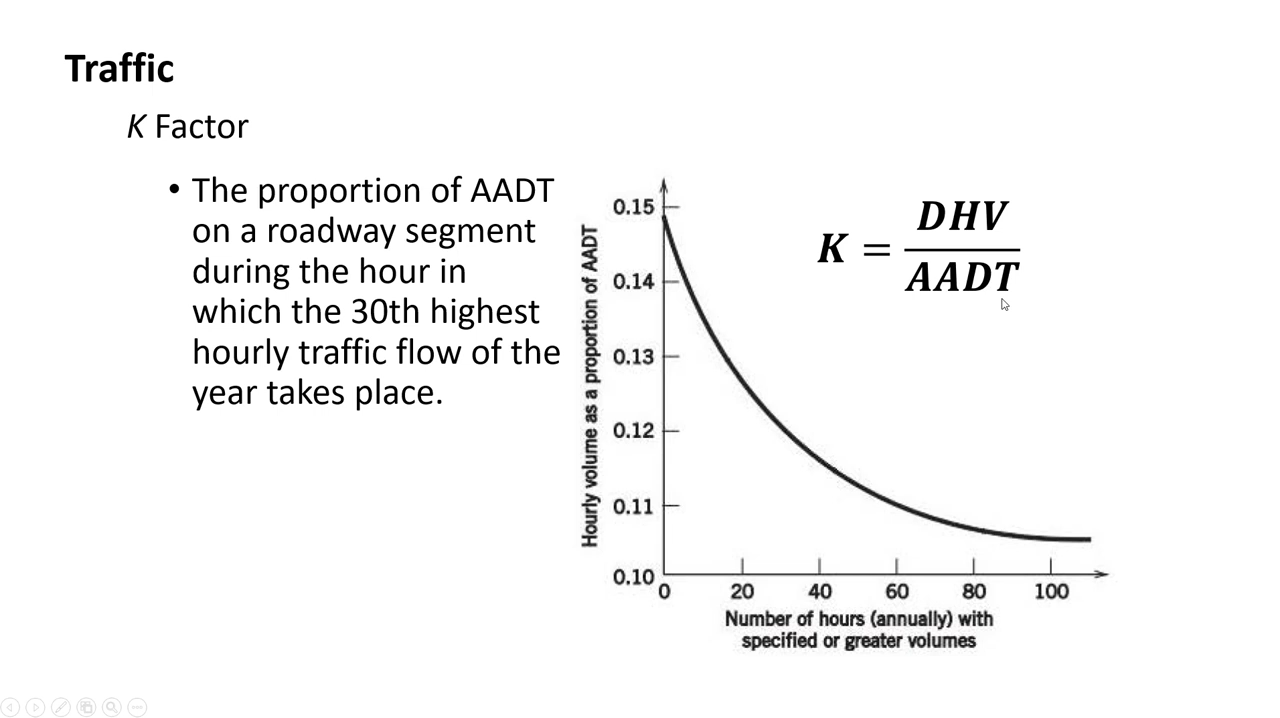 Traffic
K Factor
• The proportion of AADT
on a roadway segment
during the hour in
which the 30th highest
hourly traffic flow of the
year takes place.
K = DHV / AADT
Hourly volume as a proportion of AADT
0.15
0.14
0.13
0.12
0.11
0.10
0 20 40 60 80 100
Number of hours (annually) with
specified or greater volumes